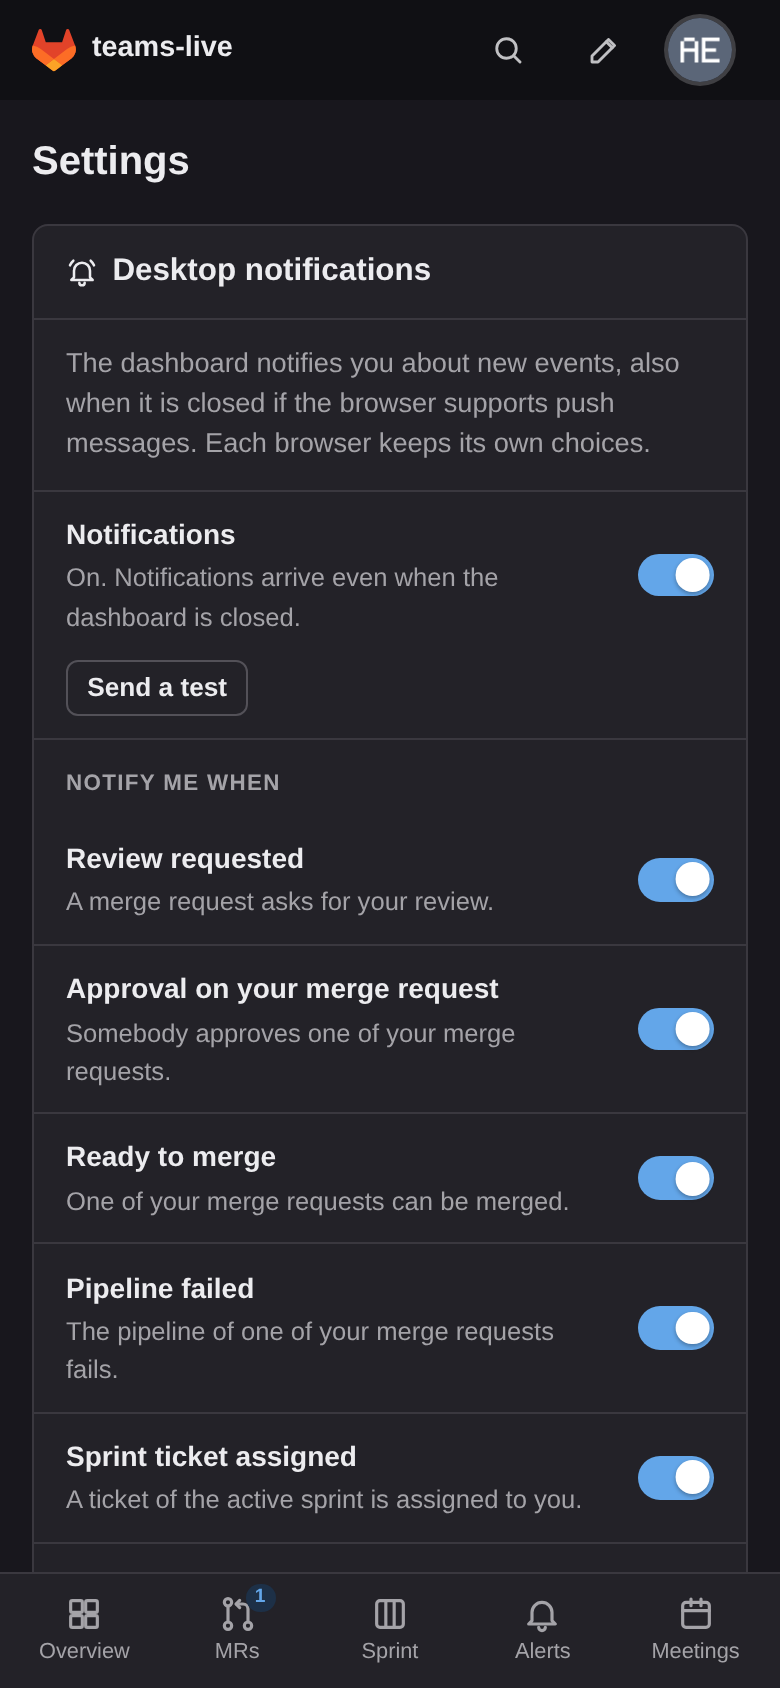 teams-live
AE
Settings
Desktop notifications
The dashboard notifies you about new events, also
when it is closed if the browser supports push
messages. Each browser keeps its own choices.
Notifications
On. Notifications arrive even when the
dashboard is closed.
Send a test
NOTIFY ME WHEN
Review requested
A merge request asks for your review.
Approval on your merge request
Somebody approves one of your merge
requests.
Ready to merge
One of your merge requests can be merged.
Pipeline failed
The pipeline of one of your merge requests
fails.
Sprint ticket assigned
A ticket of the active sprint is assigned to you.
1
Overview
MRs
Sprint
Alerts
Meetings